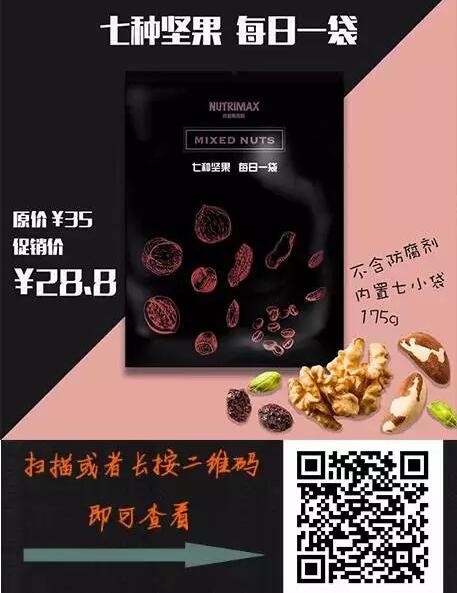 七种坚果 每日一袋
NUTRIMAX
MIXED NUTS
七种坚果 每日一袋
原价 ¥35
促销价
¥28.8
不含防腐剂
内置七小袋
175g
扫描或者长按二维码
即可查看